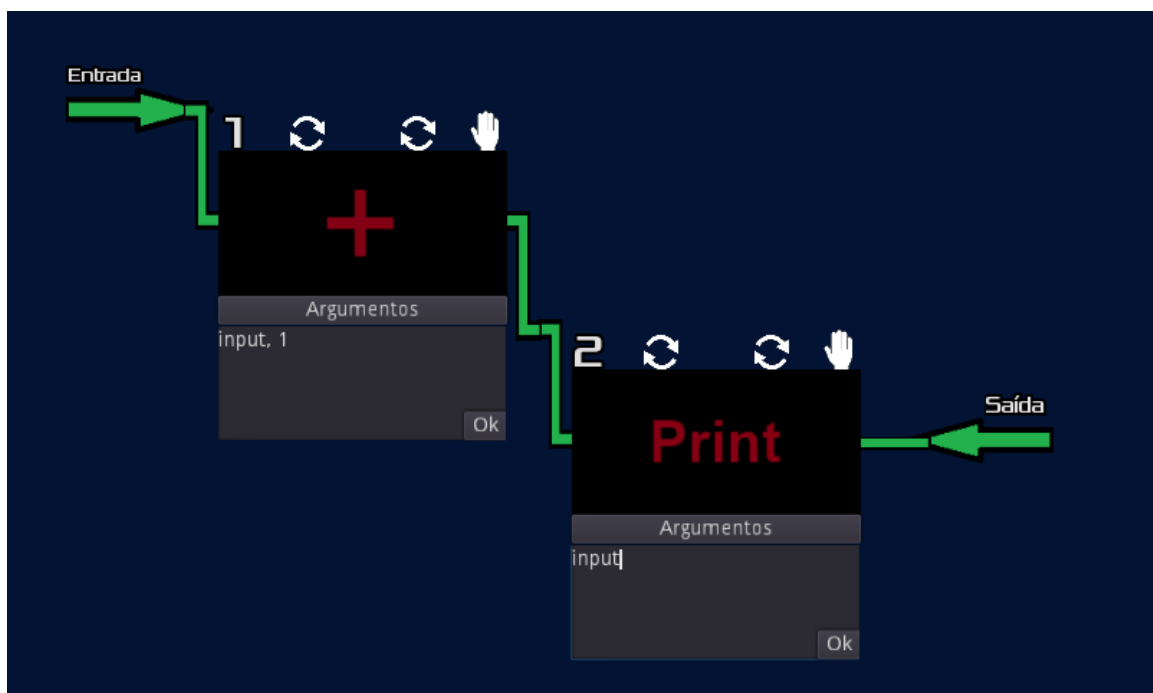 Entrada
1
+
Argumentos
input, 1
Ok
2
Print
Saída
Argumentos
input
Ok